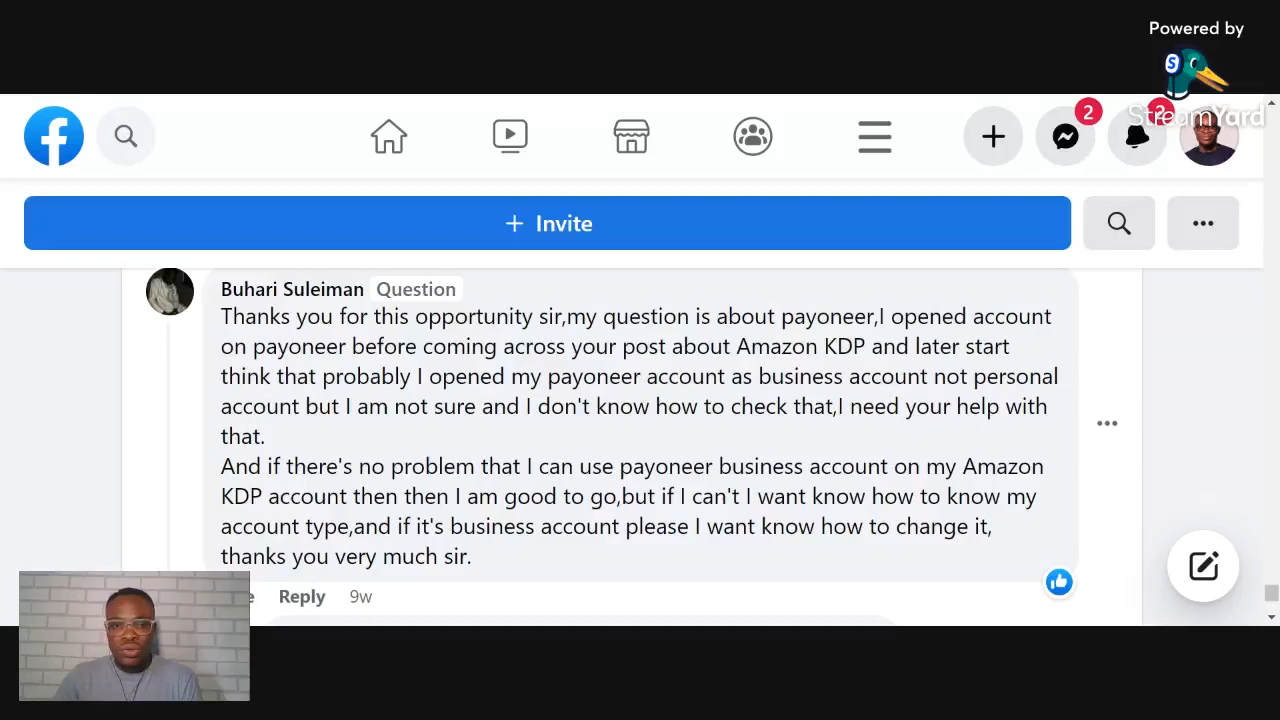 Powered by
StreamYard
2
2
+ Invite
Buhari Suleiman Question
Thanks you for this opportunity sir,my question is about payoneer,I opened account
on payoneer before coming across your post about Amazon KDP and later start
think that probably I opened my payoneer account as business account not personal
account but I am not sure and I don't know how to check that,I need your help with
that.
And if there's no problem that I can use payoneer business account on my Amazon
KDP account then then I am good to go,but if I can't I want know how to know my
account type,and if it's business account please I want know how to change it,
thanks you very much sir.
Reply 9w